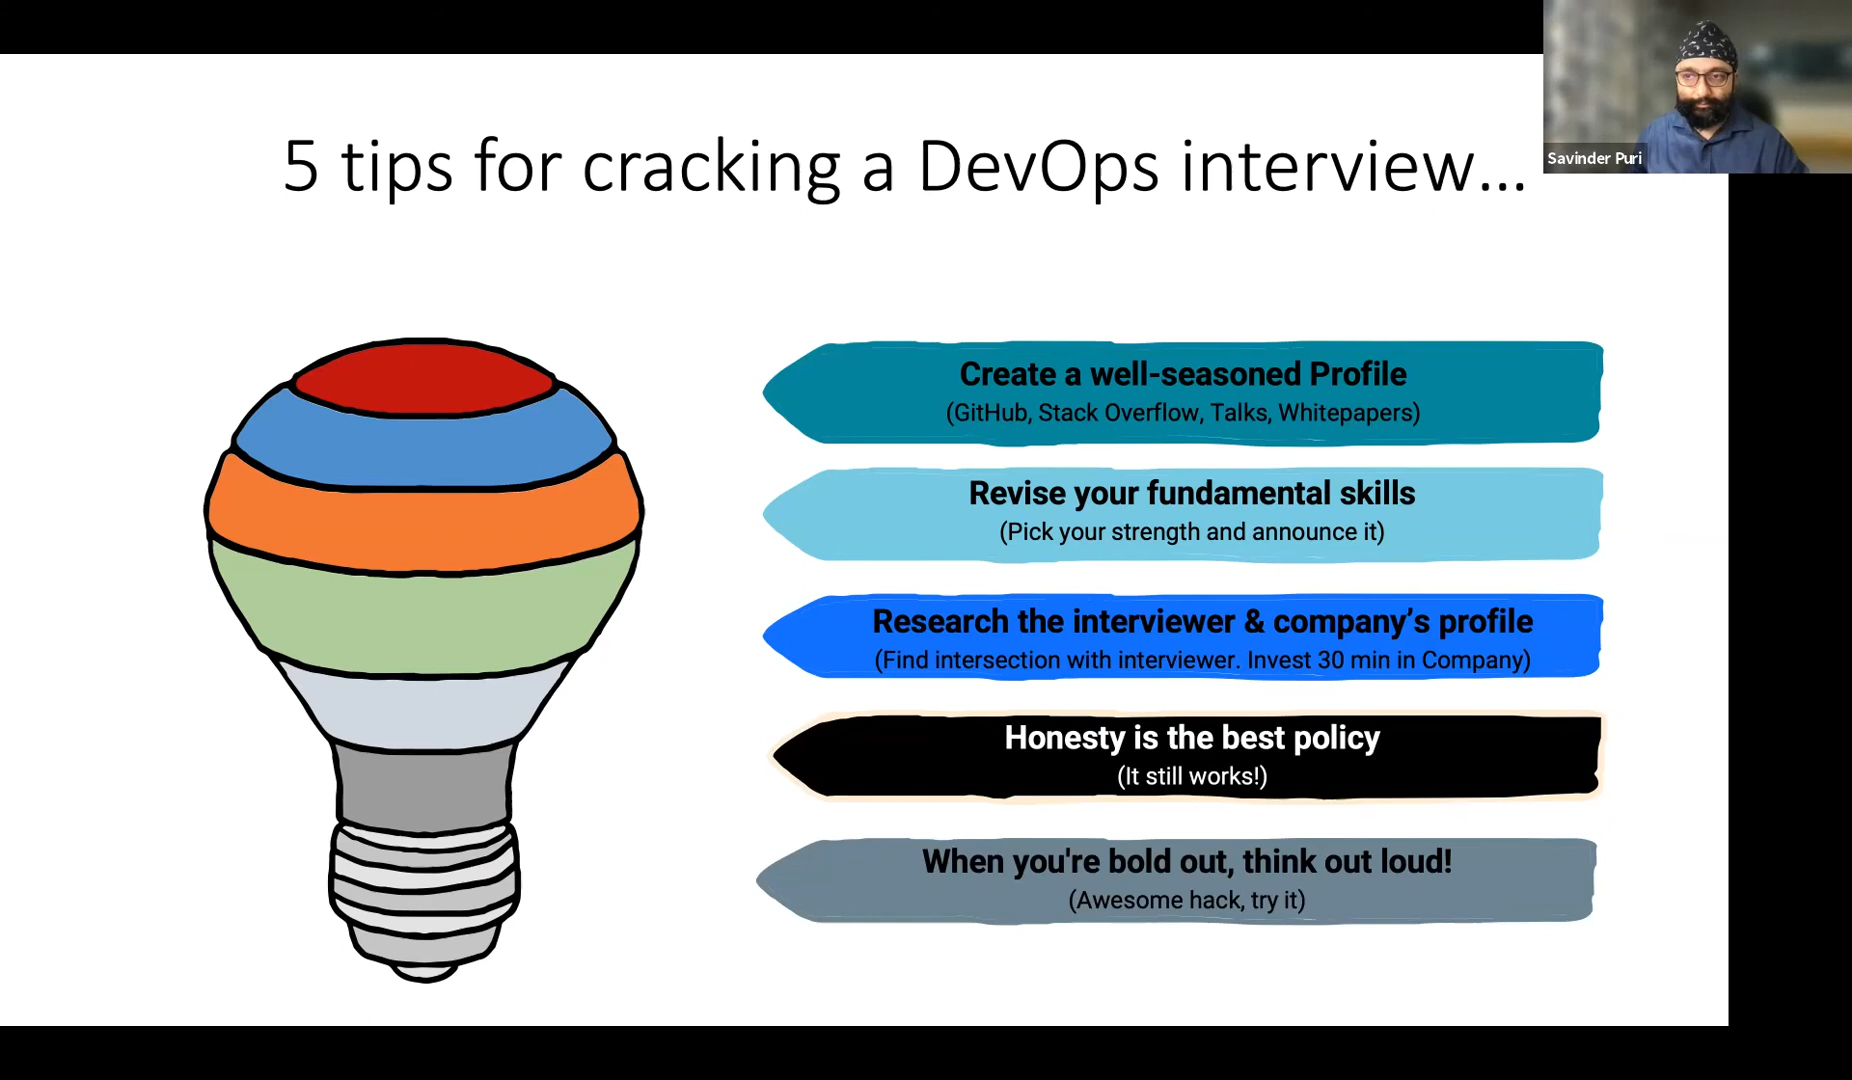 5 tips for cracking a DevOps interview...
Savinder Puri
Create a well-seasoned Profile
(GitHub, Stack Overflow, Talks, Whitepapers)
Revise your fundamental skills
(Pick your strength and announce it)
Research the interviewer & company’s profile
(Find intersection with interviewer. Invest 30 min in Company)
Honesty is the best policy
(It still works!)
When you're bold out, think out loud!
(Awesome hack, try it)